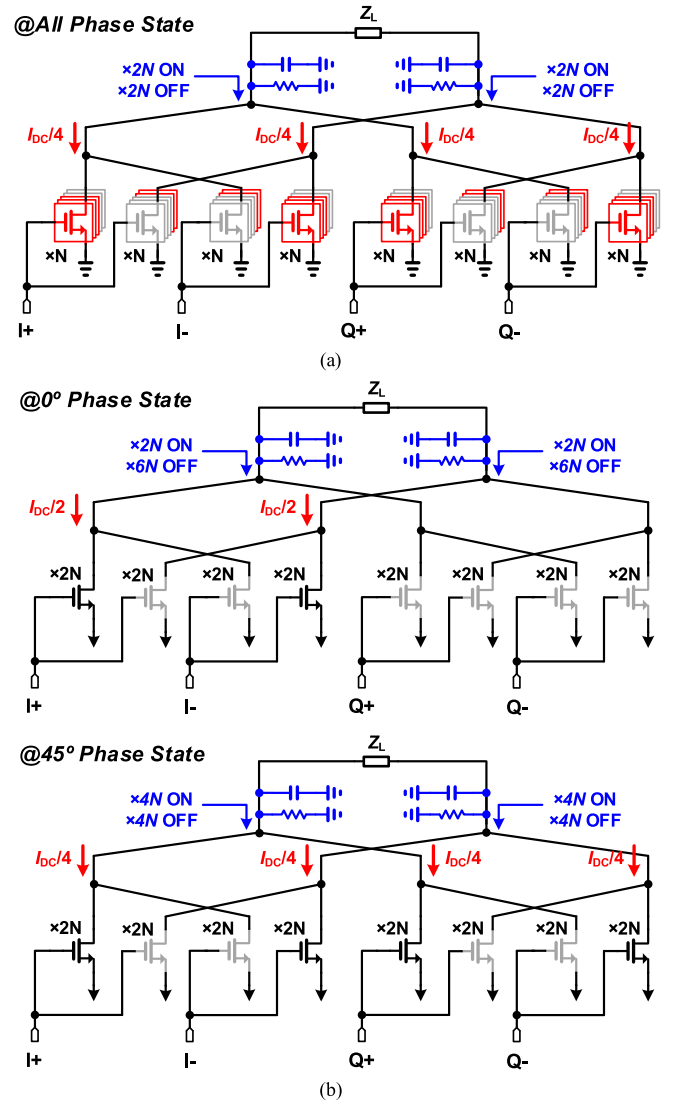 @All Phase State
Z_L
×2N ON
×2N OFF
×2N ON
×2N OFF
I_DC/4 I_DC/4 I_DC/4 I_DC/4
×N ×N ×N ×N ×N ×N ×N ×N
I+ I- Q+ Q-
(a)
@0º Phase State
Z_L
×2N ON
×6N OFF
×2N ON
×6N OFF
I_DC/2 I_DC/2
×2N ×2N ×2N ×2N ×2N ×2N ×2N ×2N
I+ I- Q+ Q-
@45º Phase State
Z_L
×4N ON
×4N OFF
×4N ON
×4N OFF
I_DC/4 I_DC/4 I_DC/4 I_DC/4
×2N ×2N ×2N ×2N ×2N ×2N ×2N ×2N
I+ I- Q+ Q-
(b)